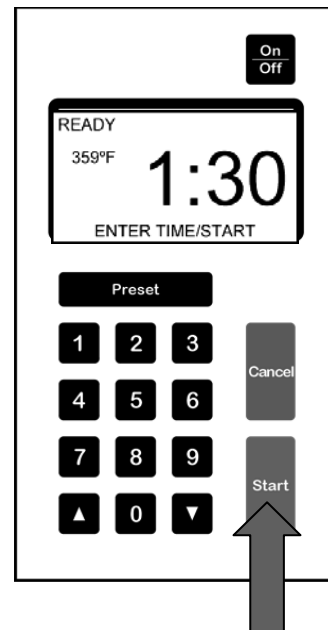 On
Off
READY
359ºF
1:30
ENTER TIME/START
Preset
1 2 3
Cancel
4 5 6
7 8 9
Start
▲ 0 ▼